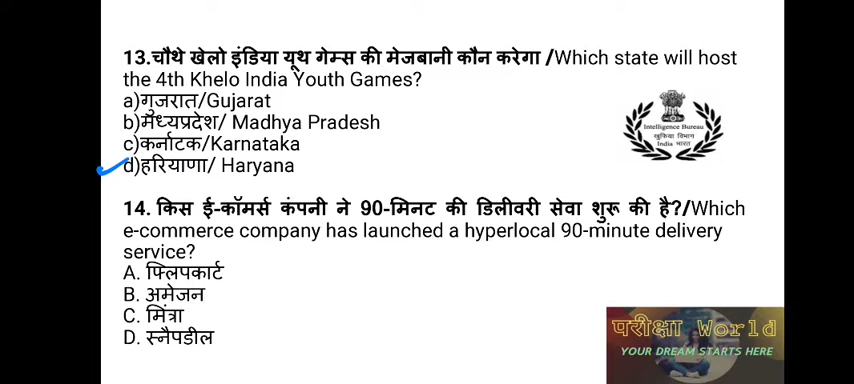 13.चौथे खेलो इंडिया यूथ गेम्स की मेजबानी कौन करेगा /Which state will host
the 4th Khelo India Youth Games?
a)गुजरात/Gujarat
b)मध्यप्रदेश/ Madhya Pradesh
c)कर्नाटक/Karnataka
d)हरियाणा/ Haryana
Intelligence Bureau
खुफिया विभाग
India भारत
14. किस ई-कॉमर्स कंपनी ने 90-मिनट की डिलीवरी सेवा शुरू की है?/Which
e-commerce company has launched a hyperlocal 90-minute delivery
service?
A. फ्लिपकार्ट
B. अमेजन
C. मिंत्रा
D. स्नैपडील
परीक्षा World
YOUR DREAM STARTS HERE